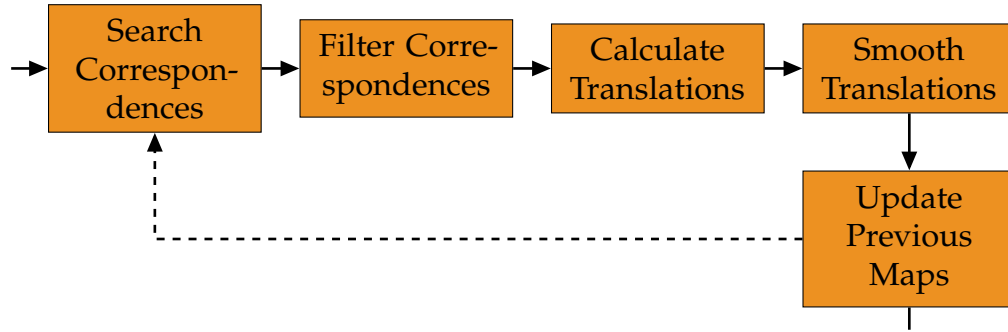 Search
Correspon-
dences
Filter Corre-
spondences
Calculate
Translations
Smooth
Translations
Update
Previous
Maps